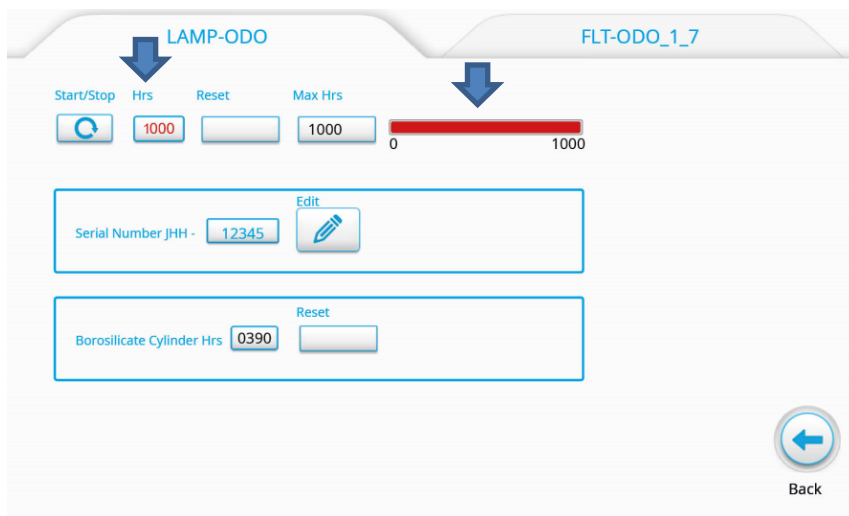 LAMP-ODO
FLT-ODO_1_7
Start/Stop Hrs Reset Max Hrs
1000 1000
0 1000
Edit
Serial Number JHH - 12345
Reset
Borosilicate Cylinder Hrs 0390
Back